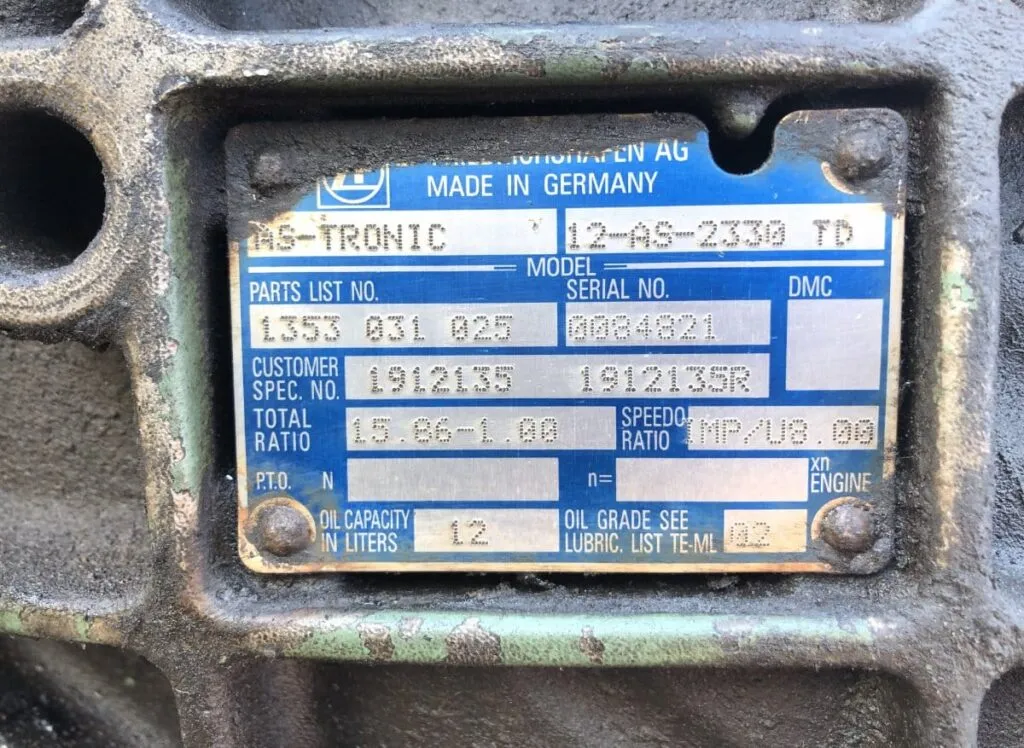 FRIEDRICHSHAFEN AG
MADE IN GERMANY
AS-TRONIC 12-AS-2330 TD
MODEL
PARTS LIST NO. SERIAL NO. DMC
1353 031 025 0084821
CUSTOMER SPEC. NO. 1912135 1912135R
TOTAL RATIO 15.86-1.00 SPEEDO RATIO IMP/U8.00
P.T.O. N n= xn ENGINE
OIL CAPACITY IN LITERS 12 OIL GRADE SEE LUBRIC. LIST TE-ML 02